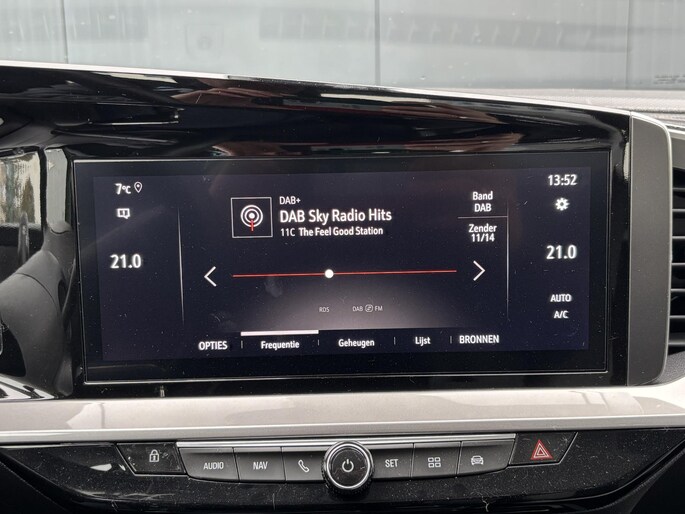 7°C
13:52
DAB+
DAB Sky Radio Hits
11C The Feel Good Station
Band
DAB
Zender
11/14
21.0
21.0
RDS
DAB
FM
AUTO
A/C
OPTIES
Frequentie
Geheugen
Lijst
BRONNEN
AUDIO
NAV
SET